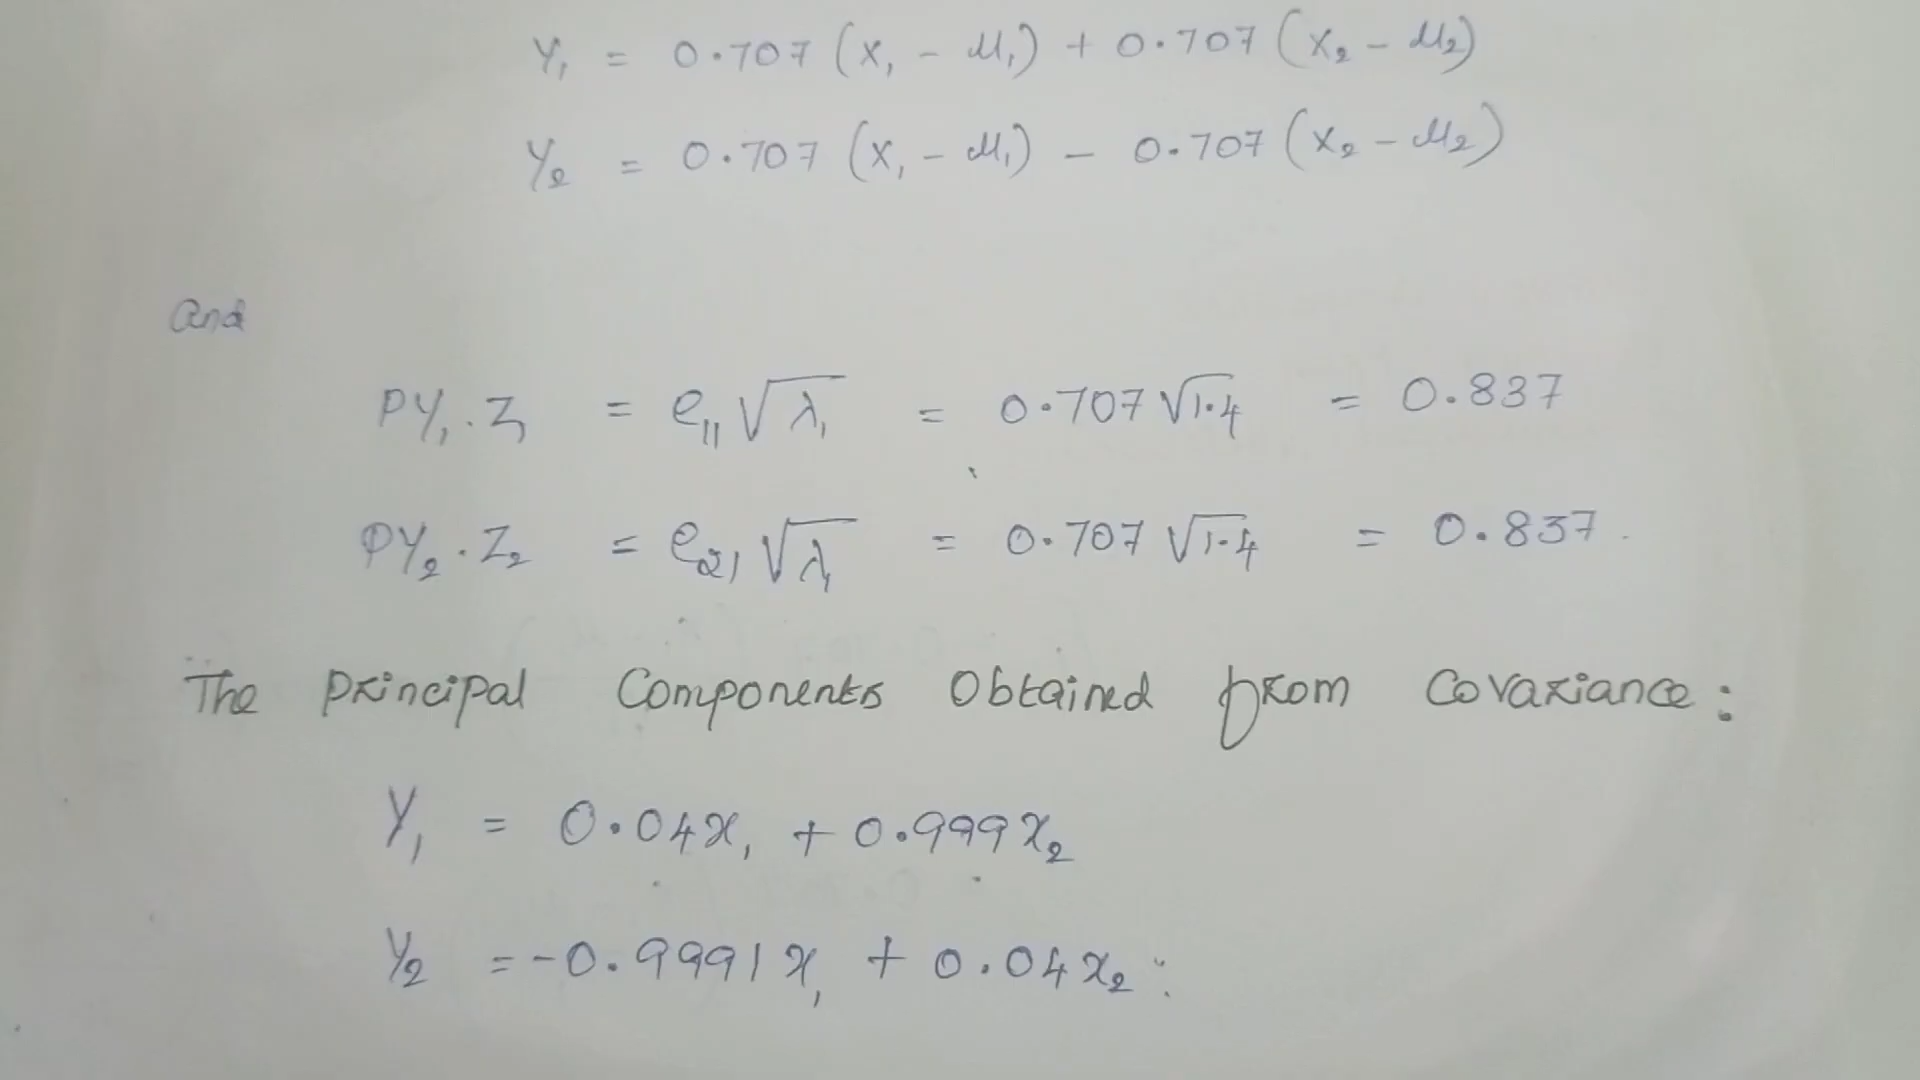 Y₁ = 0.707 (X₁ - μ₁) + 0.707 (X₂ - μ₂)
Y₂ = 0.707 (X₁ - μ₁) - 0.707 (X₂ - μ₂)
And
PY₁.Z₁ = e₁₁ √λ₁ = 0.707 √1.4 = 0.837
PY₂.Z₂ = e₂₁ √λ₁ = 0.707 √1.4 = 0.837.
The Principal Components Obtained from Covariance:
Y₁ = 0.04x₁ + 0.999x₂
Y₂ = -0.9991x₁ + 0.04x₂: